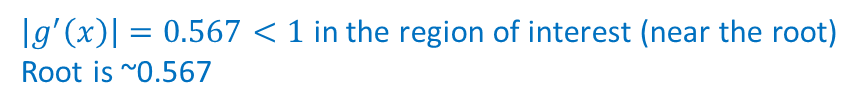 |g′(x)| = 0.567 < 1 in the region of interest (near the root)
Root is ~0.567